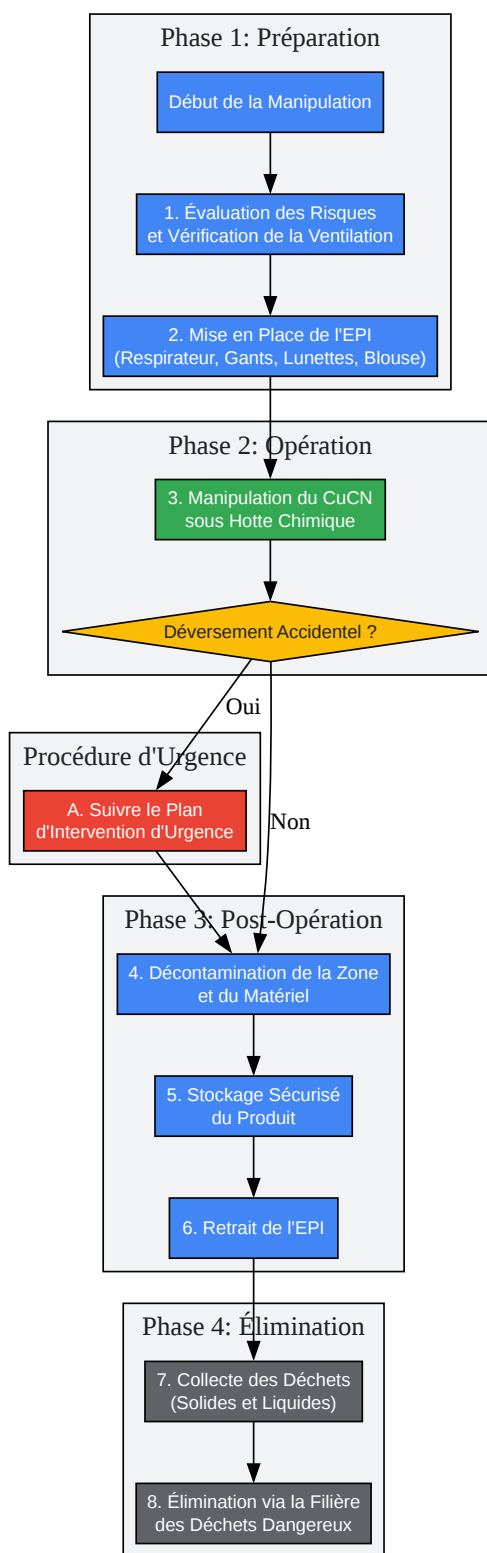 Phase 1: Préparation
Début de la Manipulation
1. Évaluation des Risques
et Vérification de la Ventilation
2. Mise en Place de l'EPI
(Respirateur, Gants, Lunettes, Blouse)
Phase 2: Opération
3. Manipulation du CuCN
sous Hotte Chimique
Déversement Accidentel ?
Oui
Procédure d'Urgence
A. Suivre le Plan
d'Intervention d'Urgence
Non
Phase 3: Post-Opération
4. Décontamination de la Zone
et du Matériel
5. Stockage Sécurisé
du Produit
6. Retrait de l'EPI
Phase 4: Élimination
7. Collecte des Déchets
(Solides et Liquides)
8. Élimination via la Filière
des Déchets Dangereux